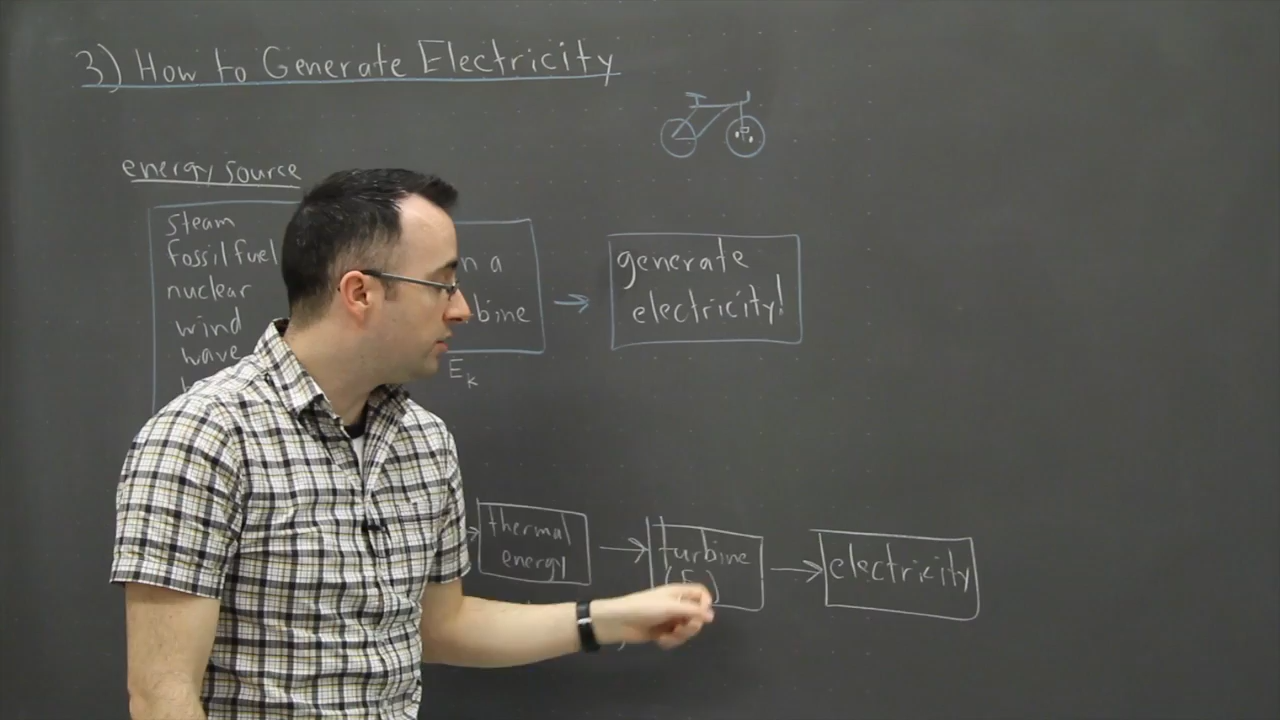 3) How to Generate Electricity
energy source
steam
fossil fuel
nuclear
wind
wave
n a
bine
Ek
generate
electricity!
thermal
energy
turbine
electricity